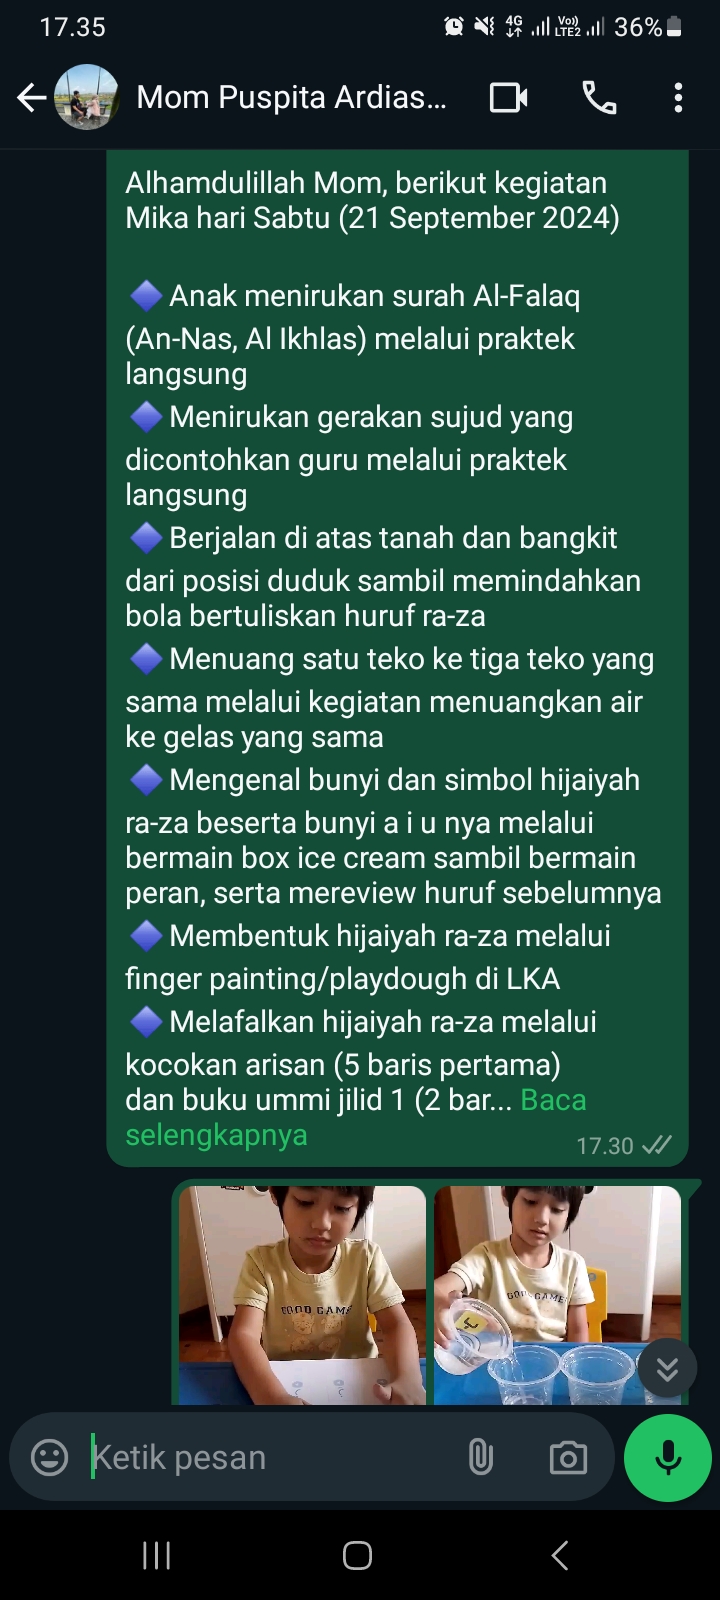 17.35
4G
Vo))
LTE2
36%
Mom Puspita Ardias...
Alhamdulillah Mom, berikut kegiatan
Mika hari Sabtu (21 September 2024)
🔷 Anak menirukan surah Al-Falaq
(An-Nas, Al Ikhlas) melalui praktek
langsung
🔷 Menirukan gerakan sujud yang
dicontohkan guru melalui praktek
langsung
🔷 Berjalan di atas tanah dan bangkit
dari posisi duduk sambil memindahkan
bola bertuliskan huruf ra-za
🔷 Menuang satu teko ke tiga teko yang
sama melalui kegiatan menuangkan air
ke gelas yang sama
🔷 Mengenal bunyi dan simbol hijaiyah
ra-za beserta bunyi a i u nya melalui
bermain box ice cream sambil bermain
peran, serta mereview huruf sebelumnya
🔷 Membentuk hijaiyah ra-za melalui
finger painting/playdough di LKA
🔷 Melafalkan hijaiyah ra-za melalui
kocokan arisan (5 baris pertama)
dan buku ummi jilid 1 (2 bar... Baca
selengkapnya
17.30
GOOD GAME
GOOD GAME
Ketik pesan